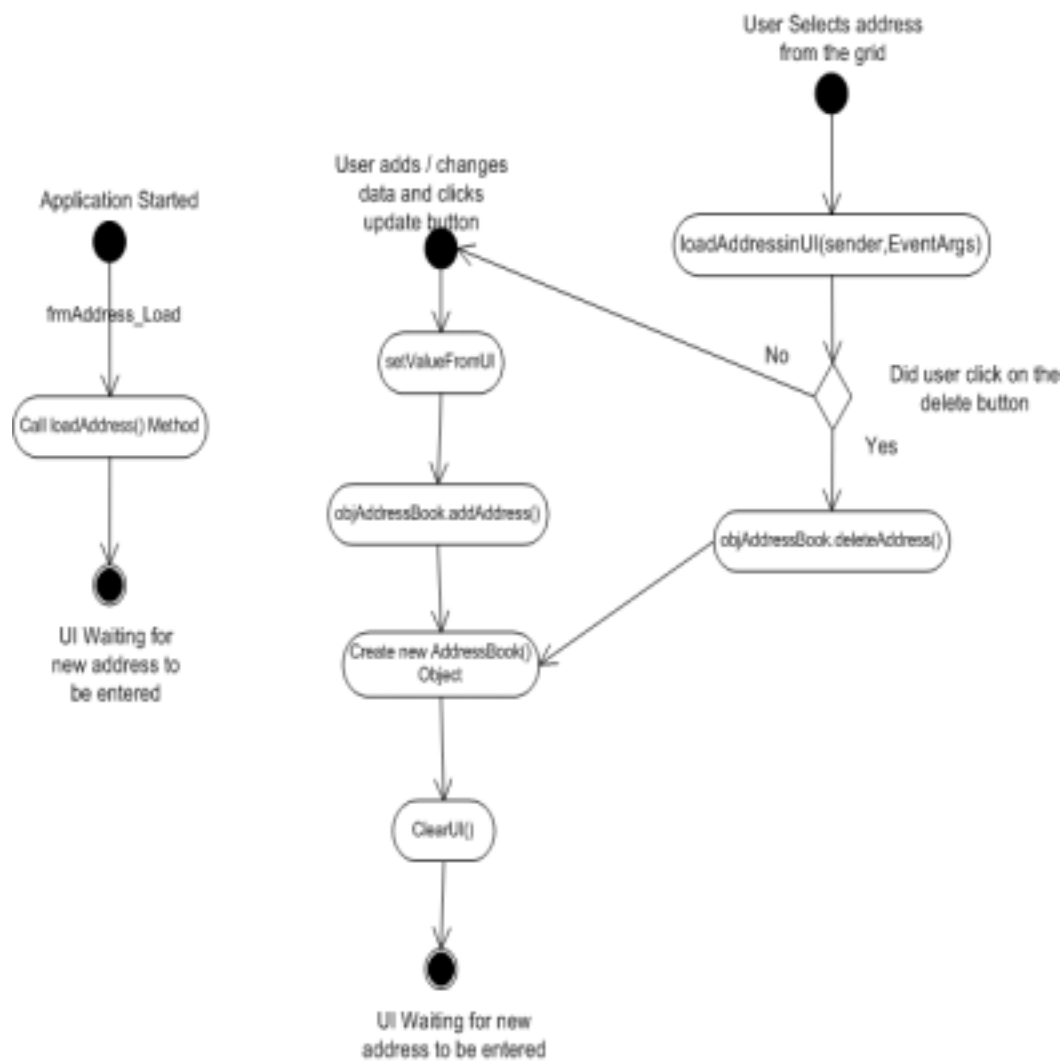 User Selects address
from the grid
User adds / changes
data and clicks
update button
Application Started
loadAddressinUI(sender,EventArgs)
frmAddress_Load
setValueFromUI
No
Did user click on the
delete button
Call loadAddress() Method
Yes
objAddressBook.addAddress()
objAddressBook.deleteAddress()
UI Waiting for
new address to
be entered
Create new AddressBook()
Object
ClearUI()
UI Waiting for new
address to be entered